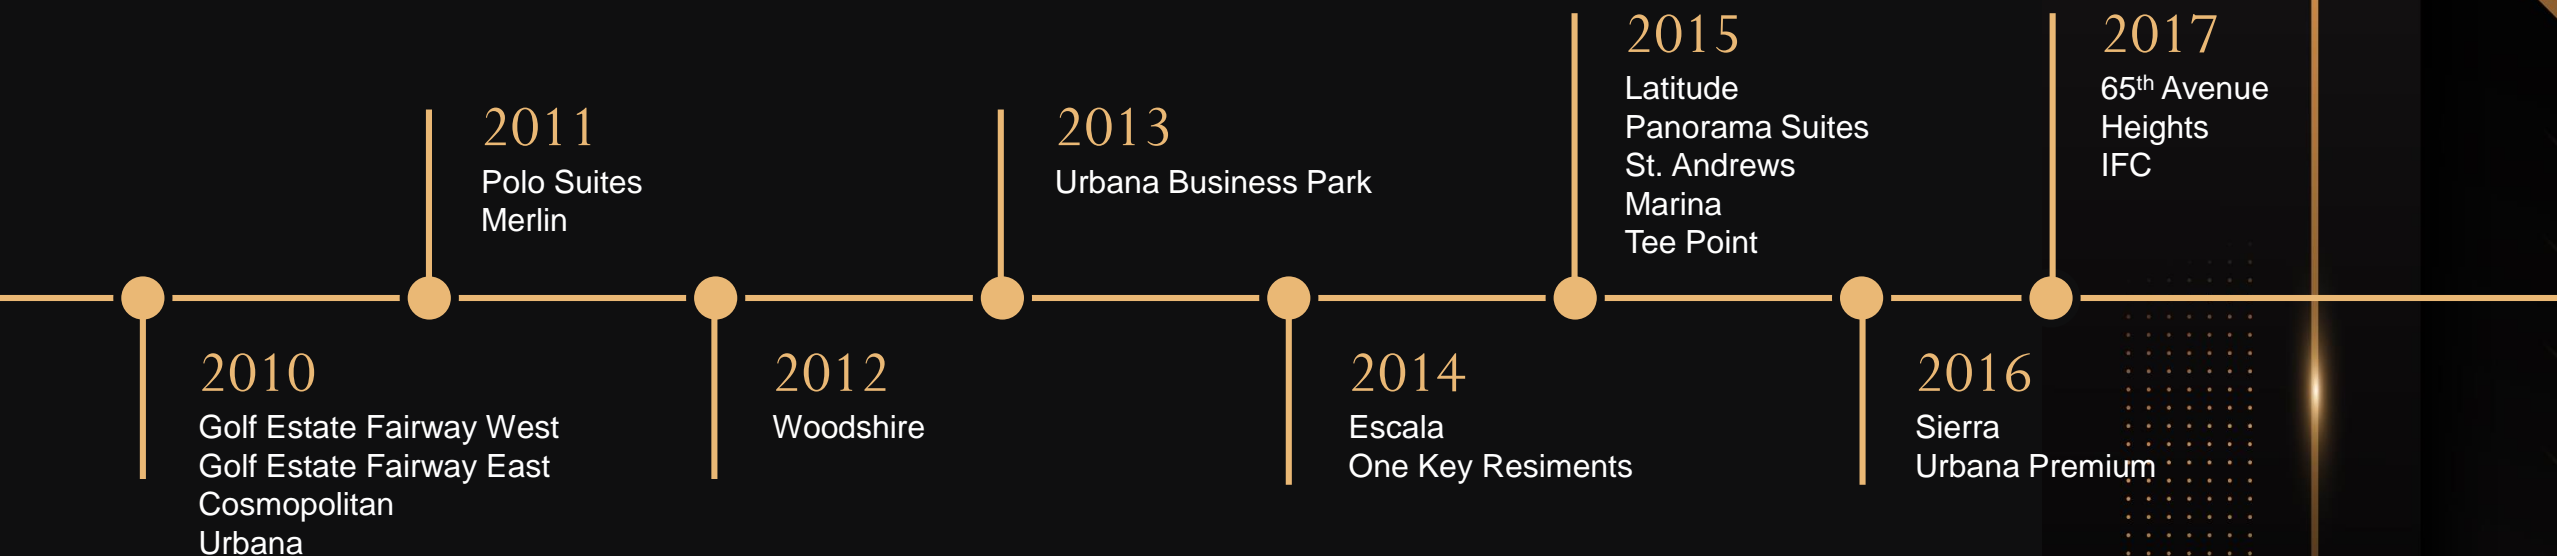 2010
Golf Estate Fairway West
Golf Estate Fairway East
Cosmopolitan
Urbana
2011
Polo Suites
Merlin
2012
Woodshire
2013
Urbana Business Park
2014
Escala
One Key Resiments
2015
Latitude
Panorama Suites
St. Andrews
Marina
Tee Point
2016
Sierra
Urbana Premium
2017
65th Avenue
Heights
IFC